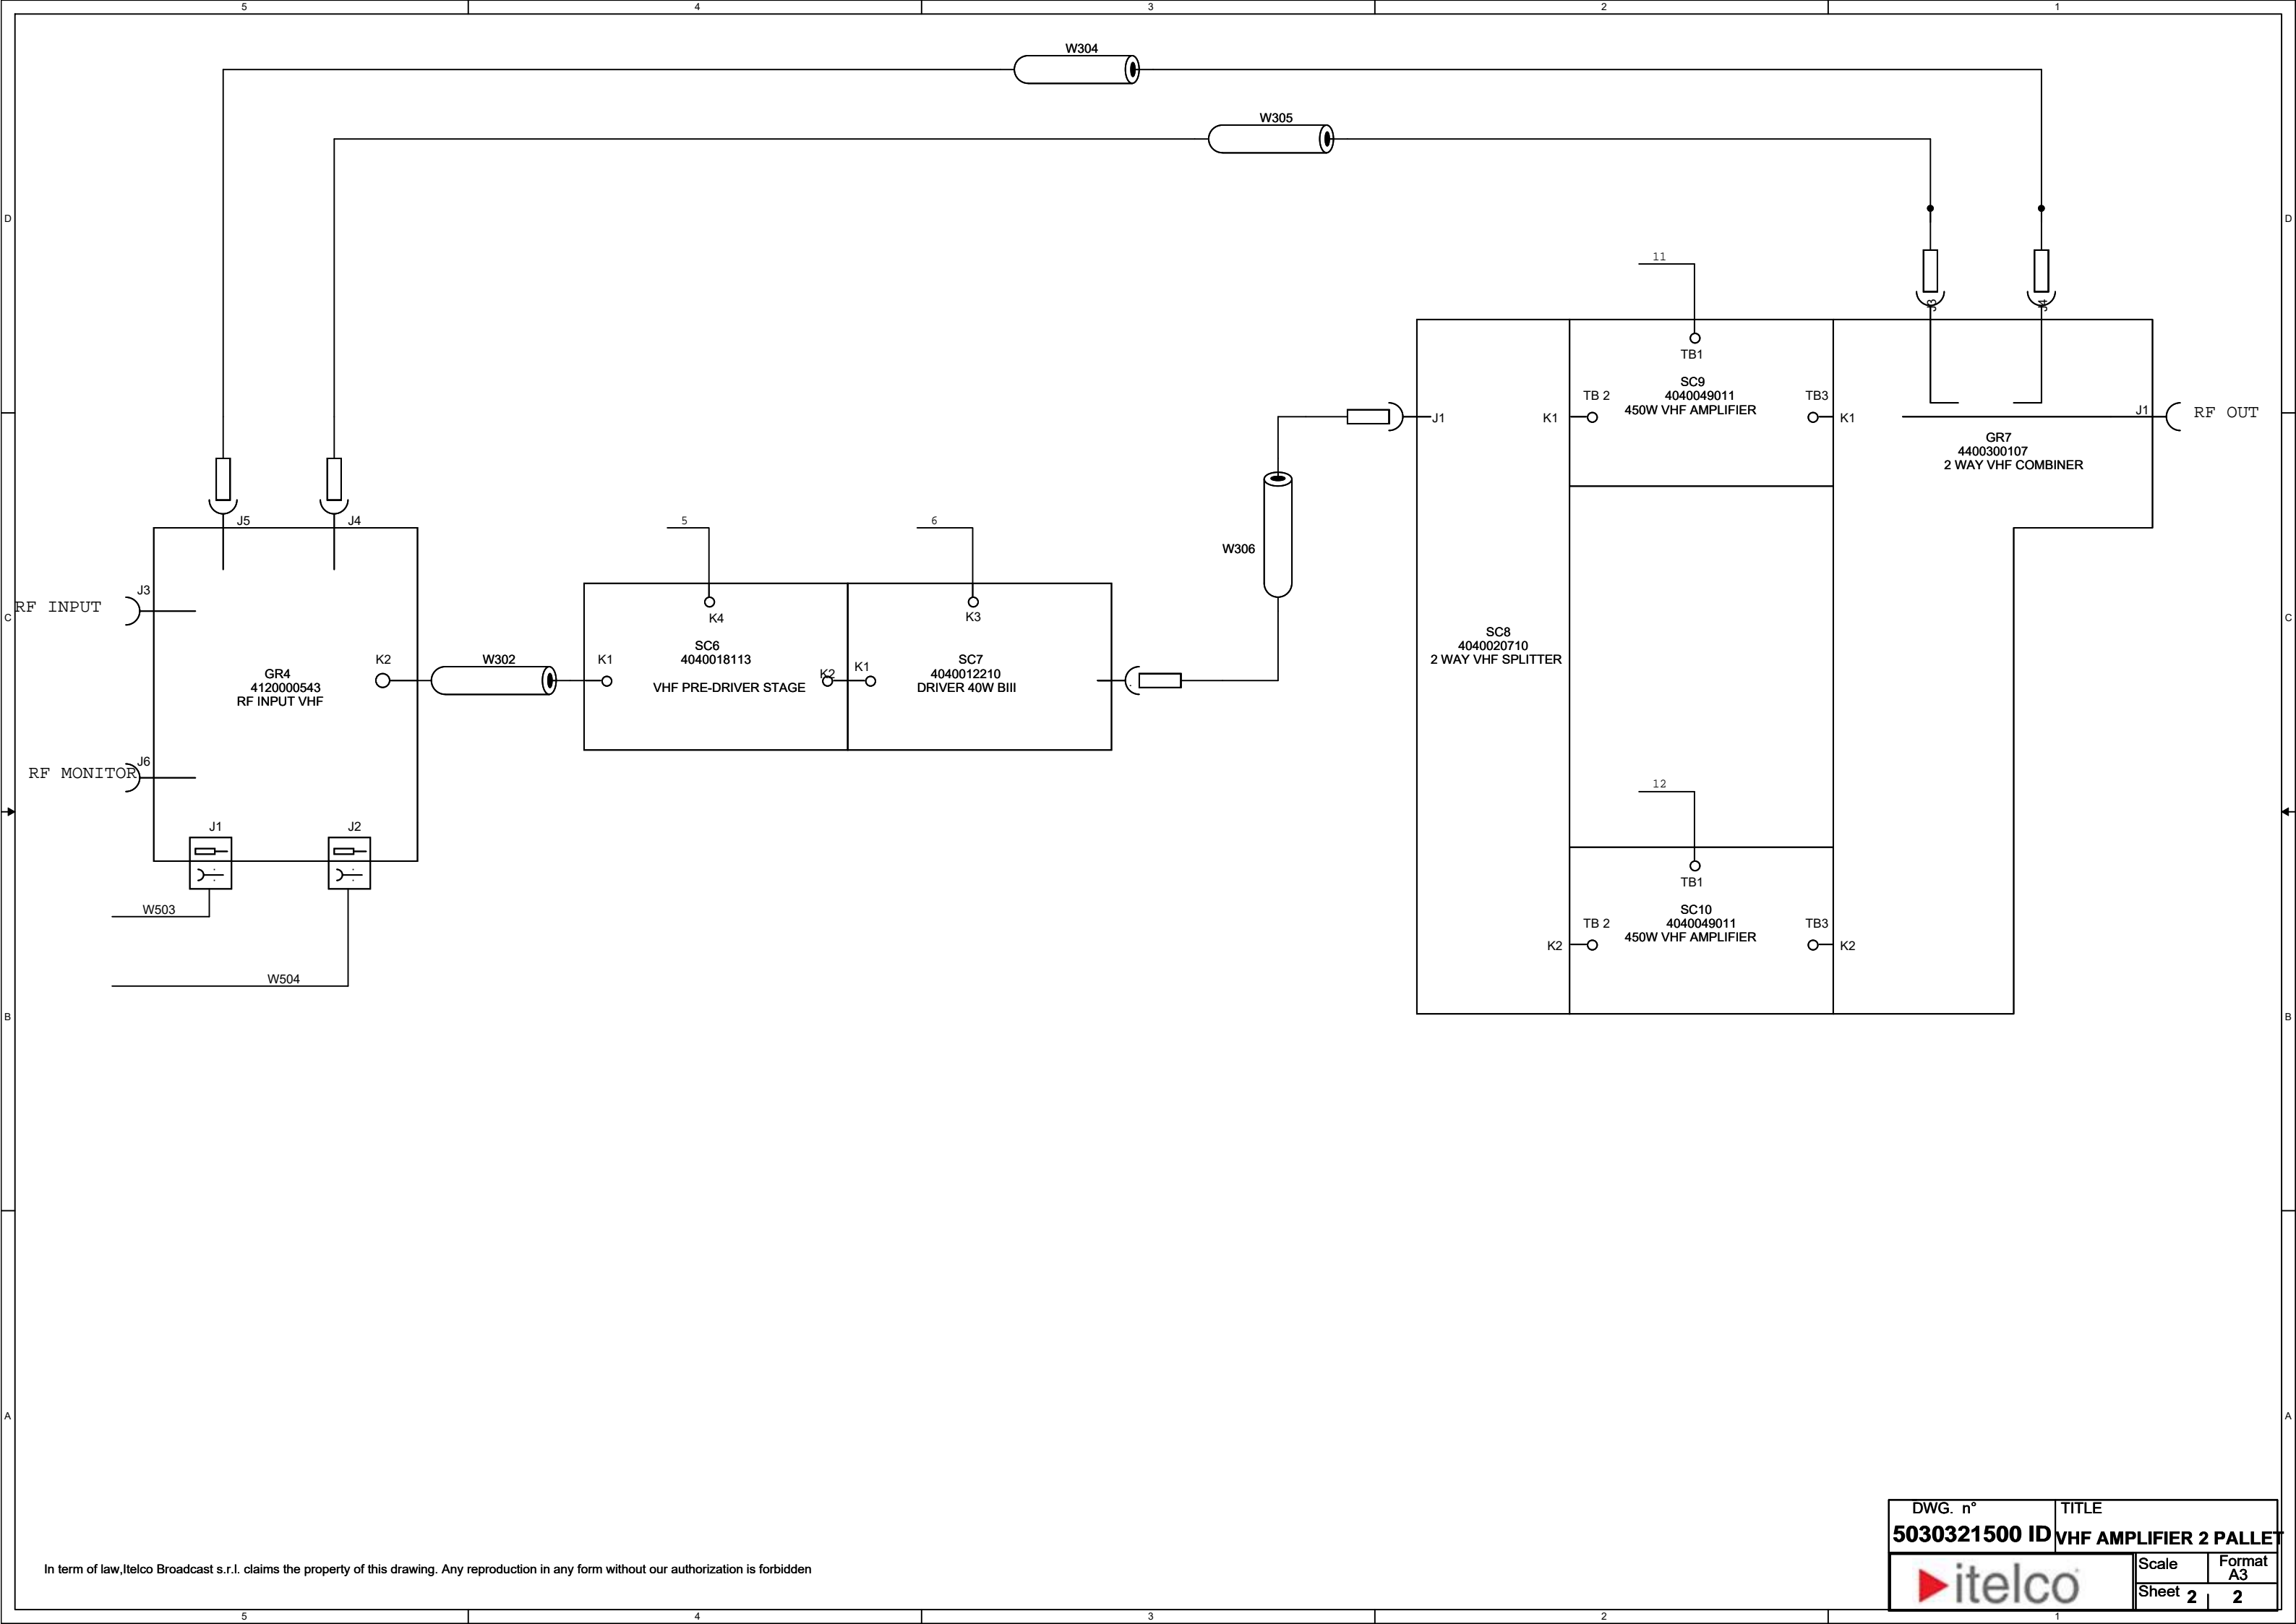 5 4 3 2 1
W304
W305
D D
11
J3 J4
TB1
SC9
4040049011
450W VHF AMPLIFIER
TB 2
TB3
K1
K1
J1
J1
RF OUT
GR7
4400300107
2 WAY VHF COMBINER
J5
J4
5
6
W306
J3
RF INPUT
C C
K4
K3
SC6
4040018113
VHF PRE-DRIVER STAGE
SC7
4040012210
DRIVER 40W BIII
SC8
4040020710
2 WAY VHF SPLITTER
K2
W302
K1
K2
K1
GR4
4120000543
RF INPUT VHF
J6
RF MONITOR
12
J1
J2
TB1
SC10
4040049011
450W VHF AMPLIFIER
TB 2
TB3
K2
K2
W503
W504
B B
A A
DWG. n°
5030321500 ID
TITLE
VHF AMPLIFIER 2 PALLET
itelco
Scale
Format
A3
Sheet 2 2
In term of law,Itelco Broadcast s.r.l. claims the property of this drawing. Any reproduction in any form without our authorization is forbidden
5 4 3 2 1